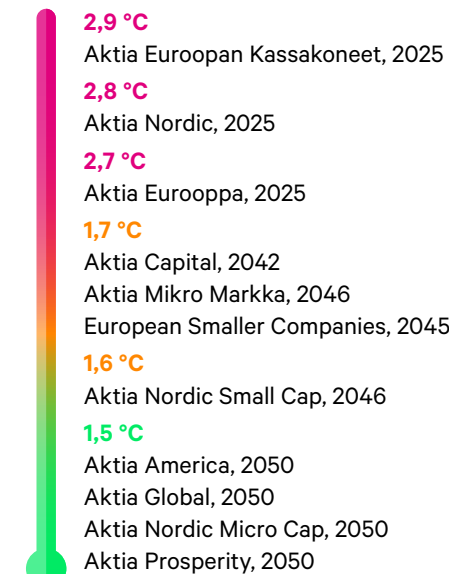 2,9 °C
Aktia Euroopan Kassakoneet, 2025
2,8 °C
Aktia Nordic, 2025
2,7 °C
Aktia Eurooppa, 2025
1,7 °C
Aktia Capital, 2042
Aktia Mikro Markka, 2046
European Smaller Companies, 2045
1,6 °C
Aktia Nordic Small Cap, 2046
1,5 °C
Aktia America, 2050
Aktia Global, 2050
Aktia Nordic Micro Cap, 2050
Aktia Prosperity, 2050